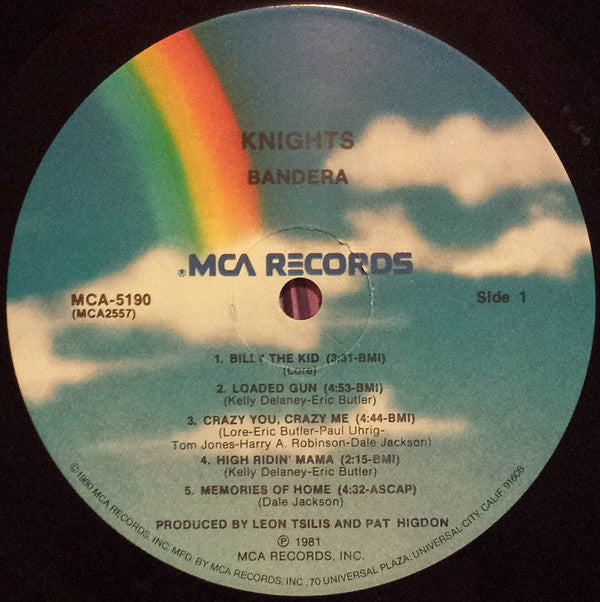 KNIGHTS
BANDERA
MCA RECORDS
MCA-5190
(MCA2557)
Side 1
1. BILLY THE KID (3:31-BMI)
(Lore)
2. LOADED GUN (4:53-BMI)
(Kelly Delaney-Eric Butler)
3. CRAZY YOU, CRAZY ME (4:44-BMI)
(Lore-Eric Butler-Paul Uhrig-
Tom Jones-Harry A. Robinson-Dale Jackson)
4. HIGH RIDIN' MAMA (2:15-BMI)
(Kelly Delaney-Eric Butler)
5. MEMORIES OF HOME (4:32-ASCAP)
(Dale Jackson)
PRODUCED BY LEON TSILIS AND PAT HIGDON
℗ 1981
MCA RECORDS, INC.
©1980 MCA RECORDS, INC. MFD. BY MCA RECORDS, INC., 70 UNIVERSAL PLAZA, UNIVERSAL CITY, CALIF. 91608